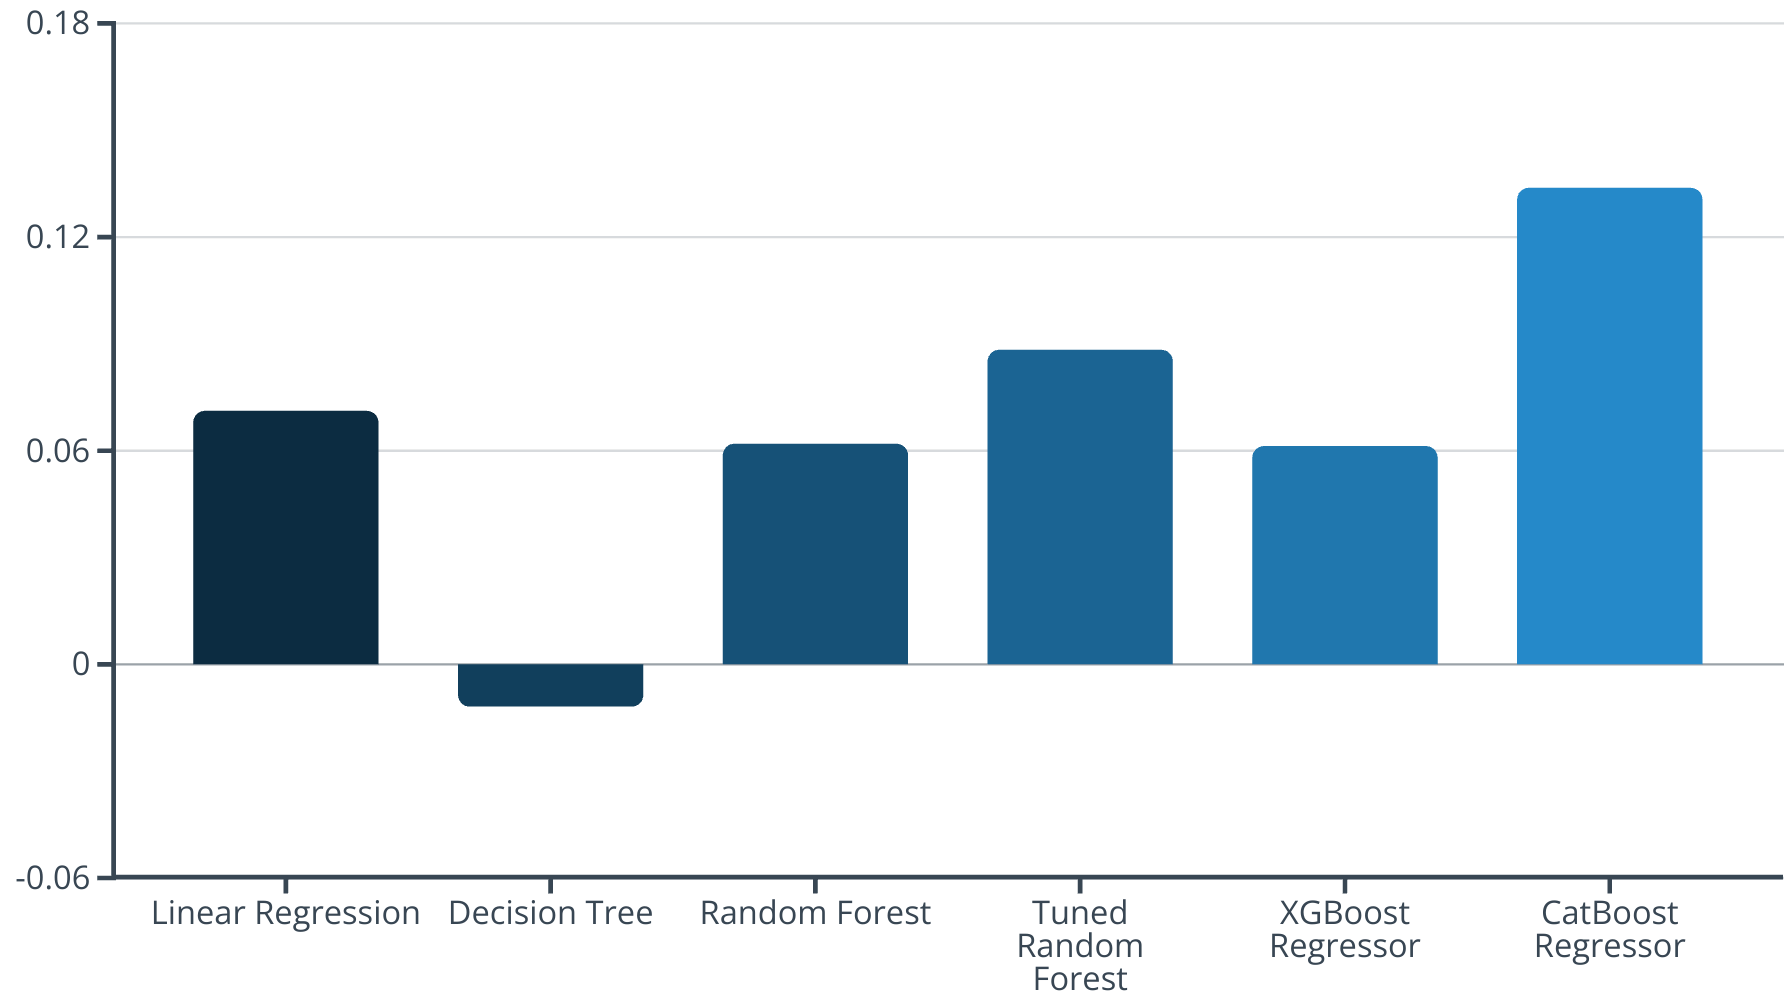 0.18
0.12
0.06
0
-0.06
Linear Regression
Decision Tree
Random Forest
Tuned
Random
Forest
XGBoost
Regressor
CatBoost
Regressor